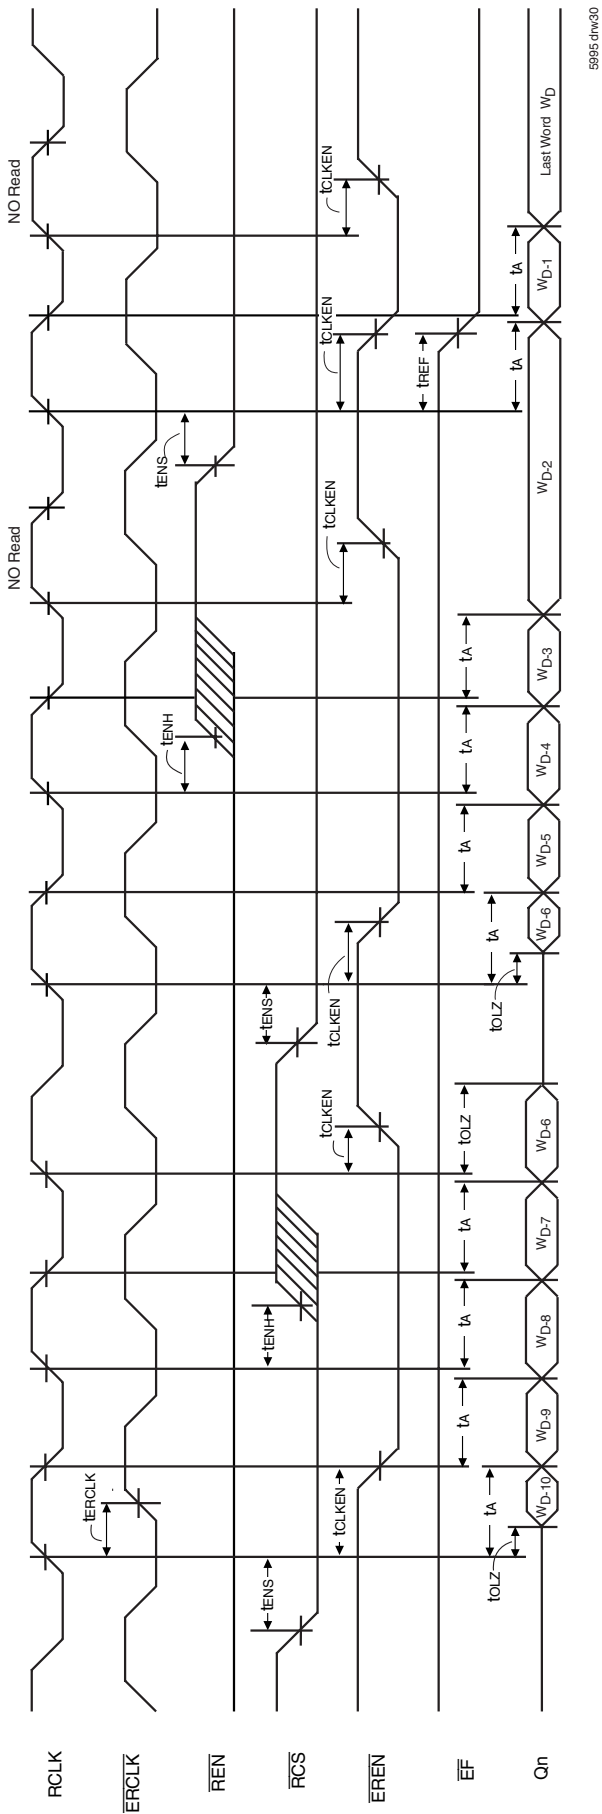 NO Read
NO Read
RCLK
ERCLK
tERCLK
REN
tENH
tENS
RCS
tENS
tENH
tENS
EREN
tCLKEN
tCLKEN
tCLKEN
tCLKEN
tCLKEN
tCLKEN
EF
tA
tA
tA
tOLZ
tA
tA
tA
tREF
tOLZ
tA
tOLZ
tA
tA
tA
Qn
WD-10
WD-9
WD-8
WD-7
WD-6
WD-6
WD-5
WD-4
WD-3
WD-2
WD-1
Last Word WD
5995 drw30